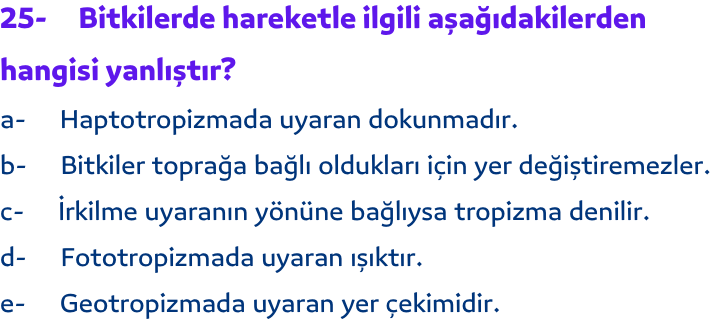 25- Bitkilerde hareketle ilgili aşağıdakilerden
hangisi yanlıştır?
a- Haptotropizmada uyaran dokunmadır.
b- Bitkiler toprağa bağlı oldukları için yer değiştiremezler.
c- İrkilme uyaranın yönüne bağlıysa tropizma denilir.
d- Fototropizmada uyaran ışıktır.
e- Geotropizmada uyaran yer çekimidir.